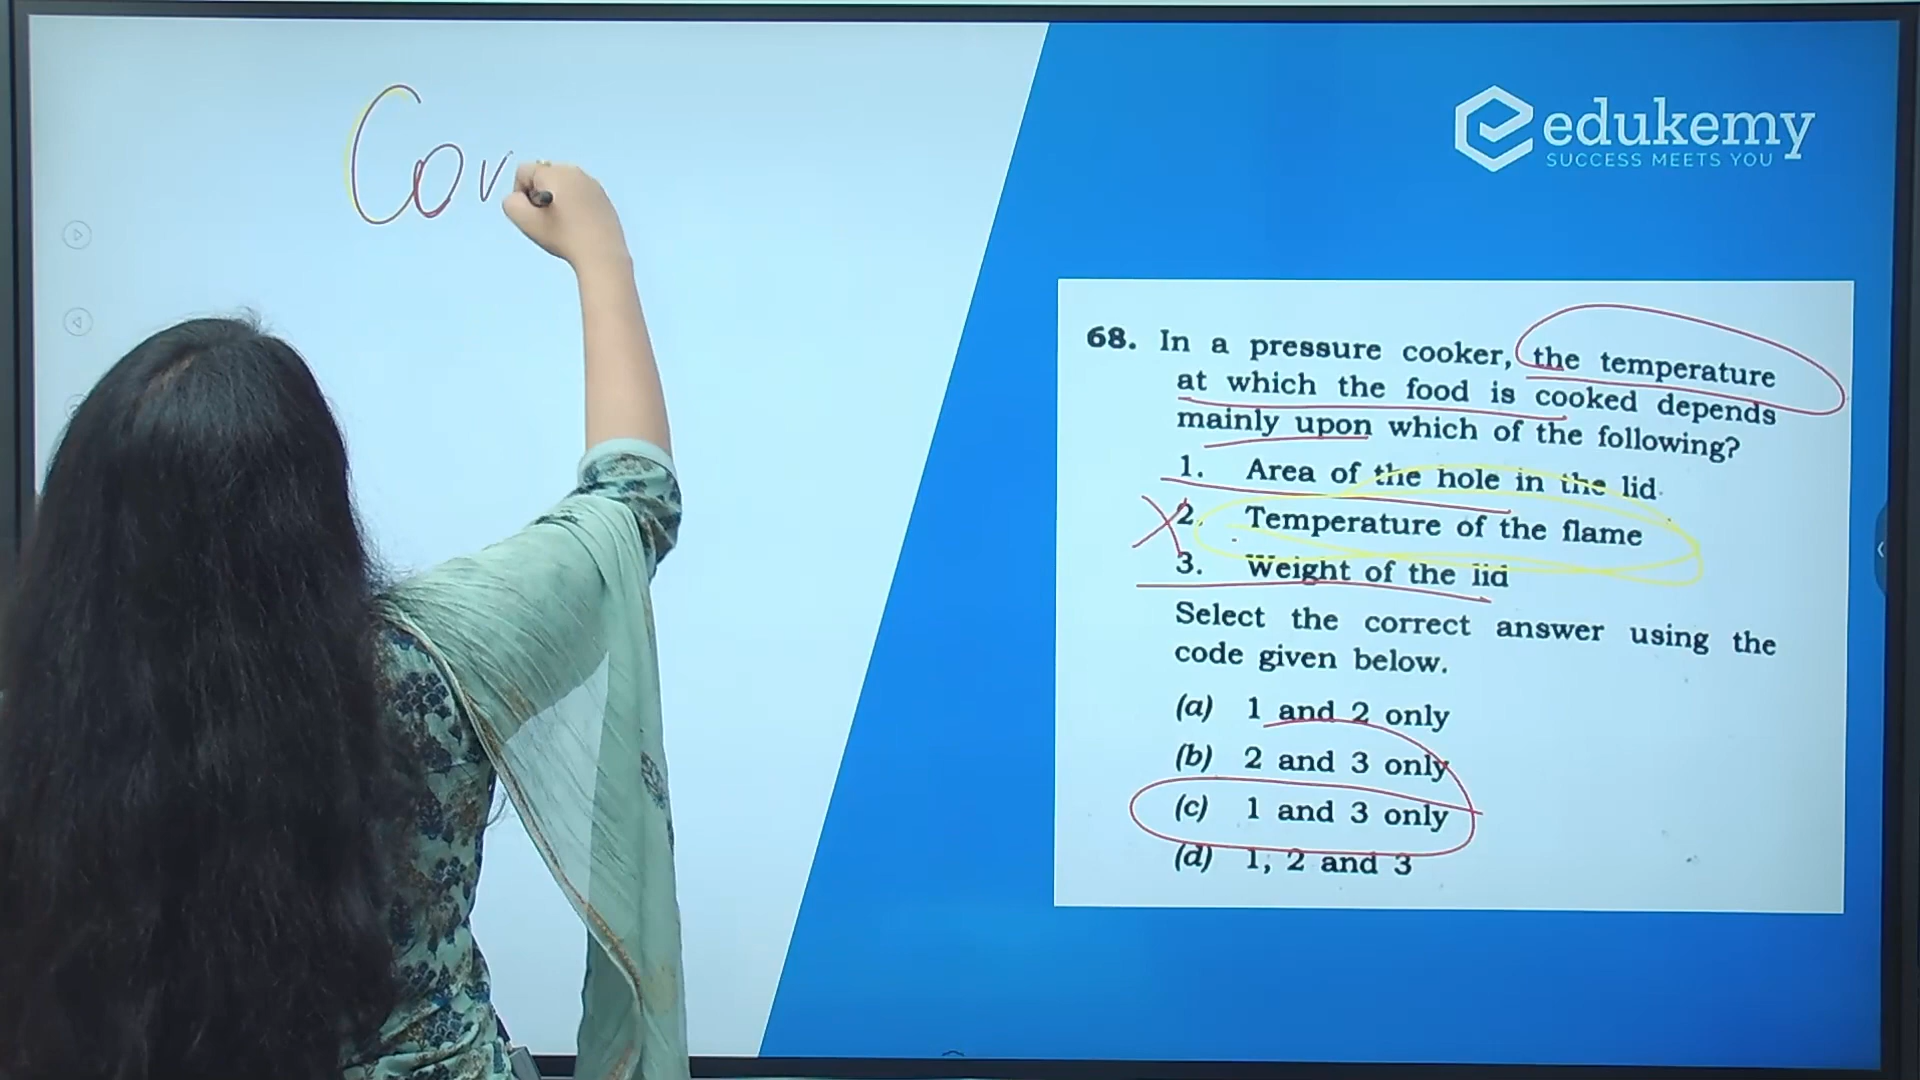 Cov
edukemy
SUCCESS MEETS YOU
68. In a pressure cooker, the temperature
at which the food is cooked depends
mainly upon which of the following?
1. Area of the hole in the lid
2. Temperature of the flame
3. Weight of the lid
Select the correct answer using the
code given below.
(a) 1 and 2 only
(b) 2 and 3 only
(c) 1 and 3 only
(d) 1, 2 and 3